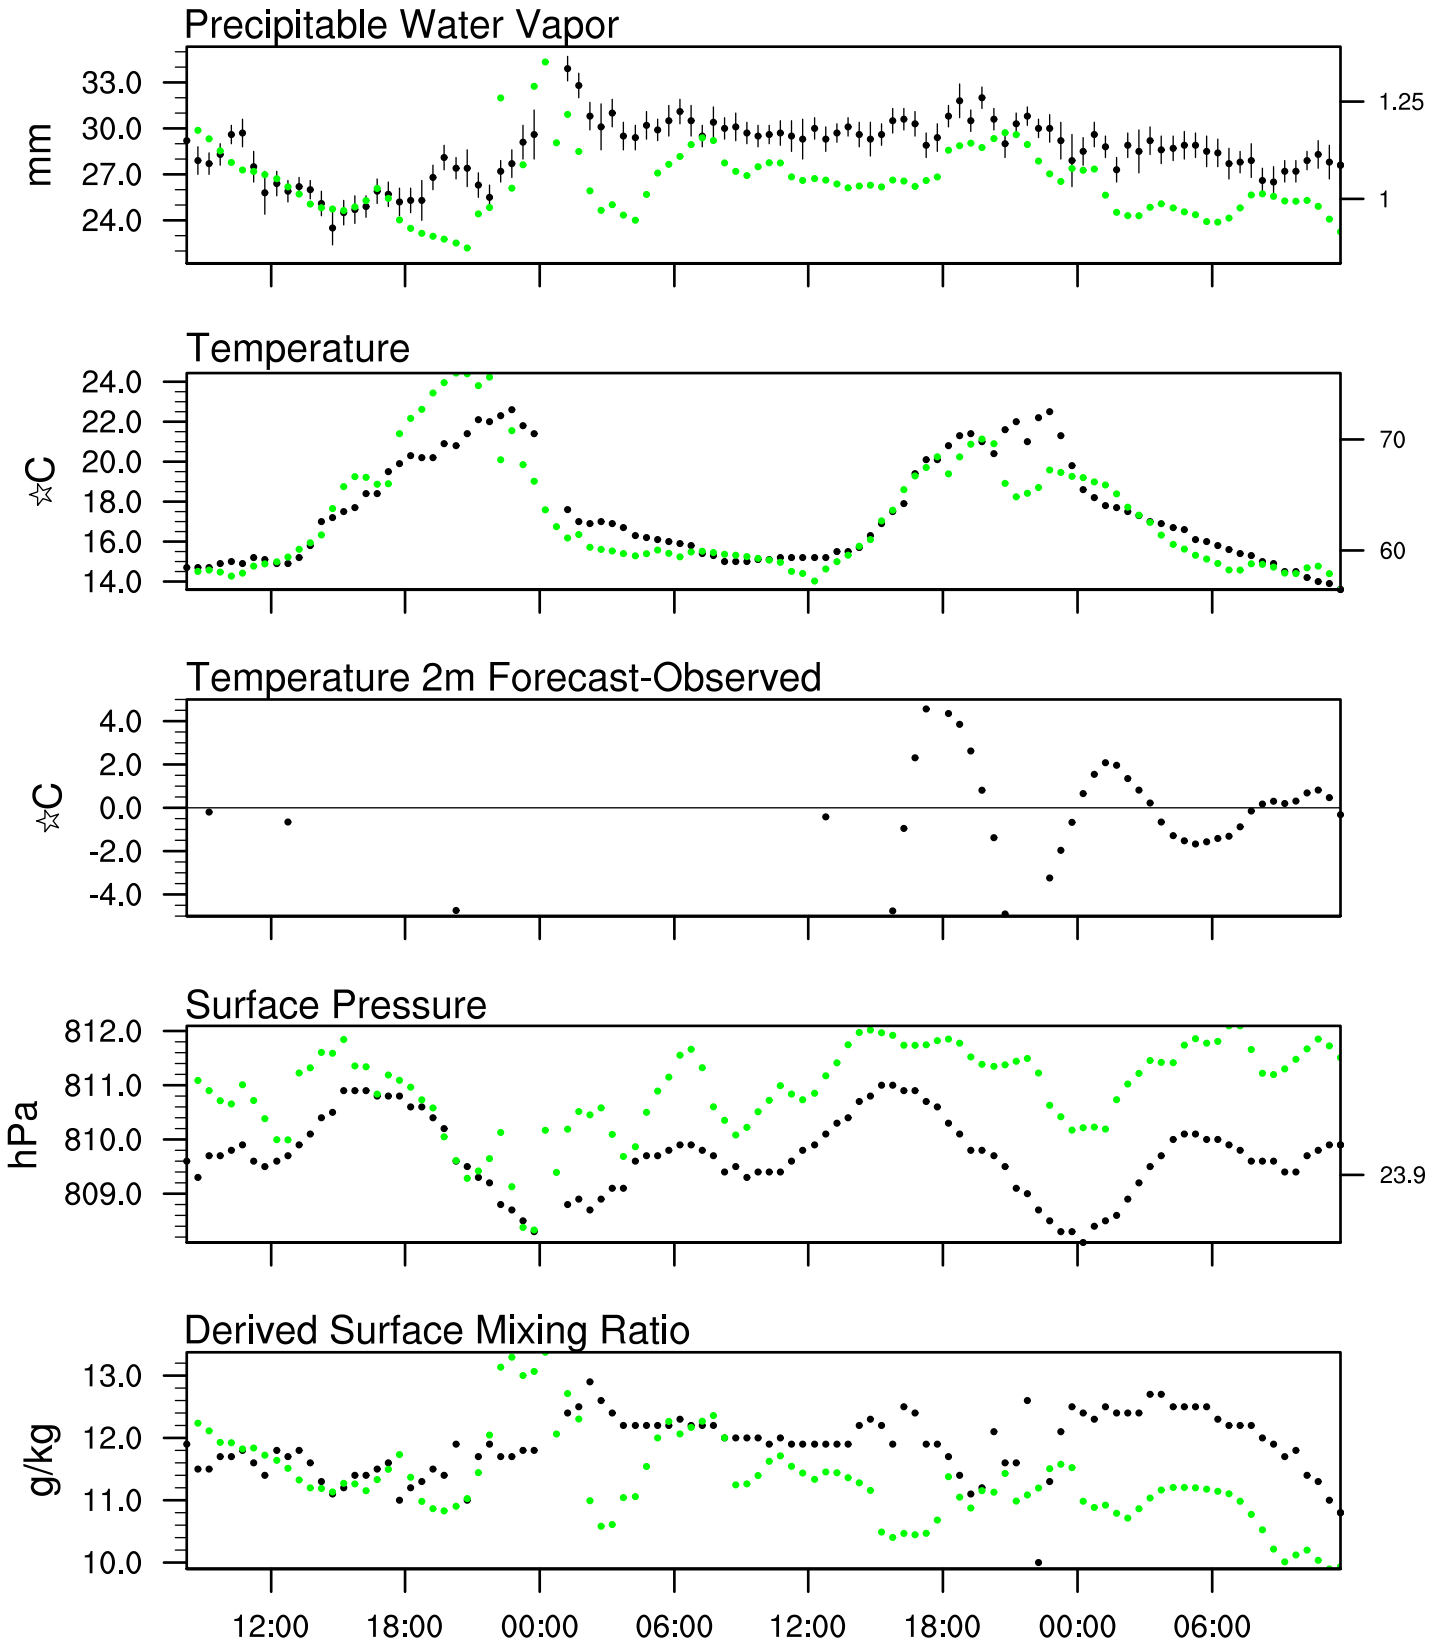 Precipitable Water Vapor
33.0
30.0
27.0
24.0
mm
1.25
1
Temperature
24.0
22.0
20.0
18.0
16.0
14.0
☆C
70
60
Temperature 2m Forecast-Observed
4.0
2.0
0.0
-2.0
-4.0
☆C
Surface Pressure
812.0
811.0
810.0
809.0
hPa
23.9
Derived Surface Mixing Ratio
13.0
12.0
11.0
10.0
g/kg
12:00 18:00 00:00 06:00 12:00 18:00 00:00 06:00